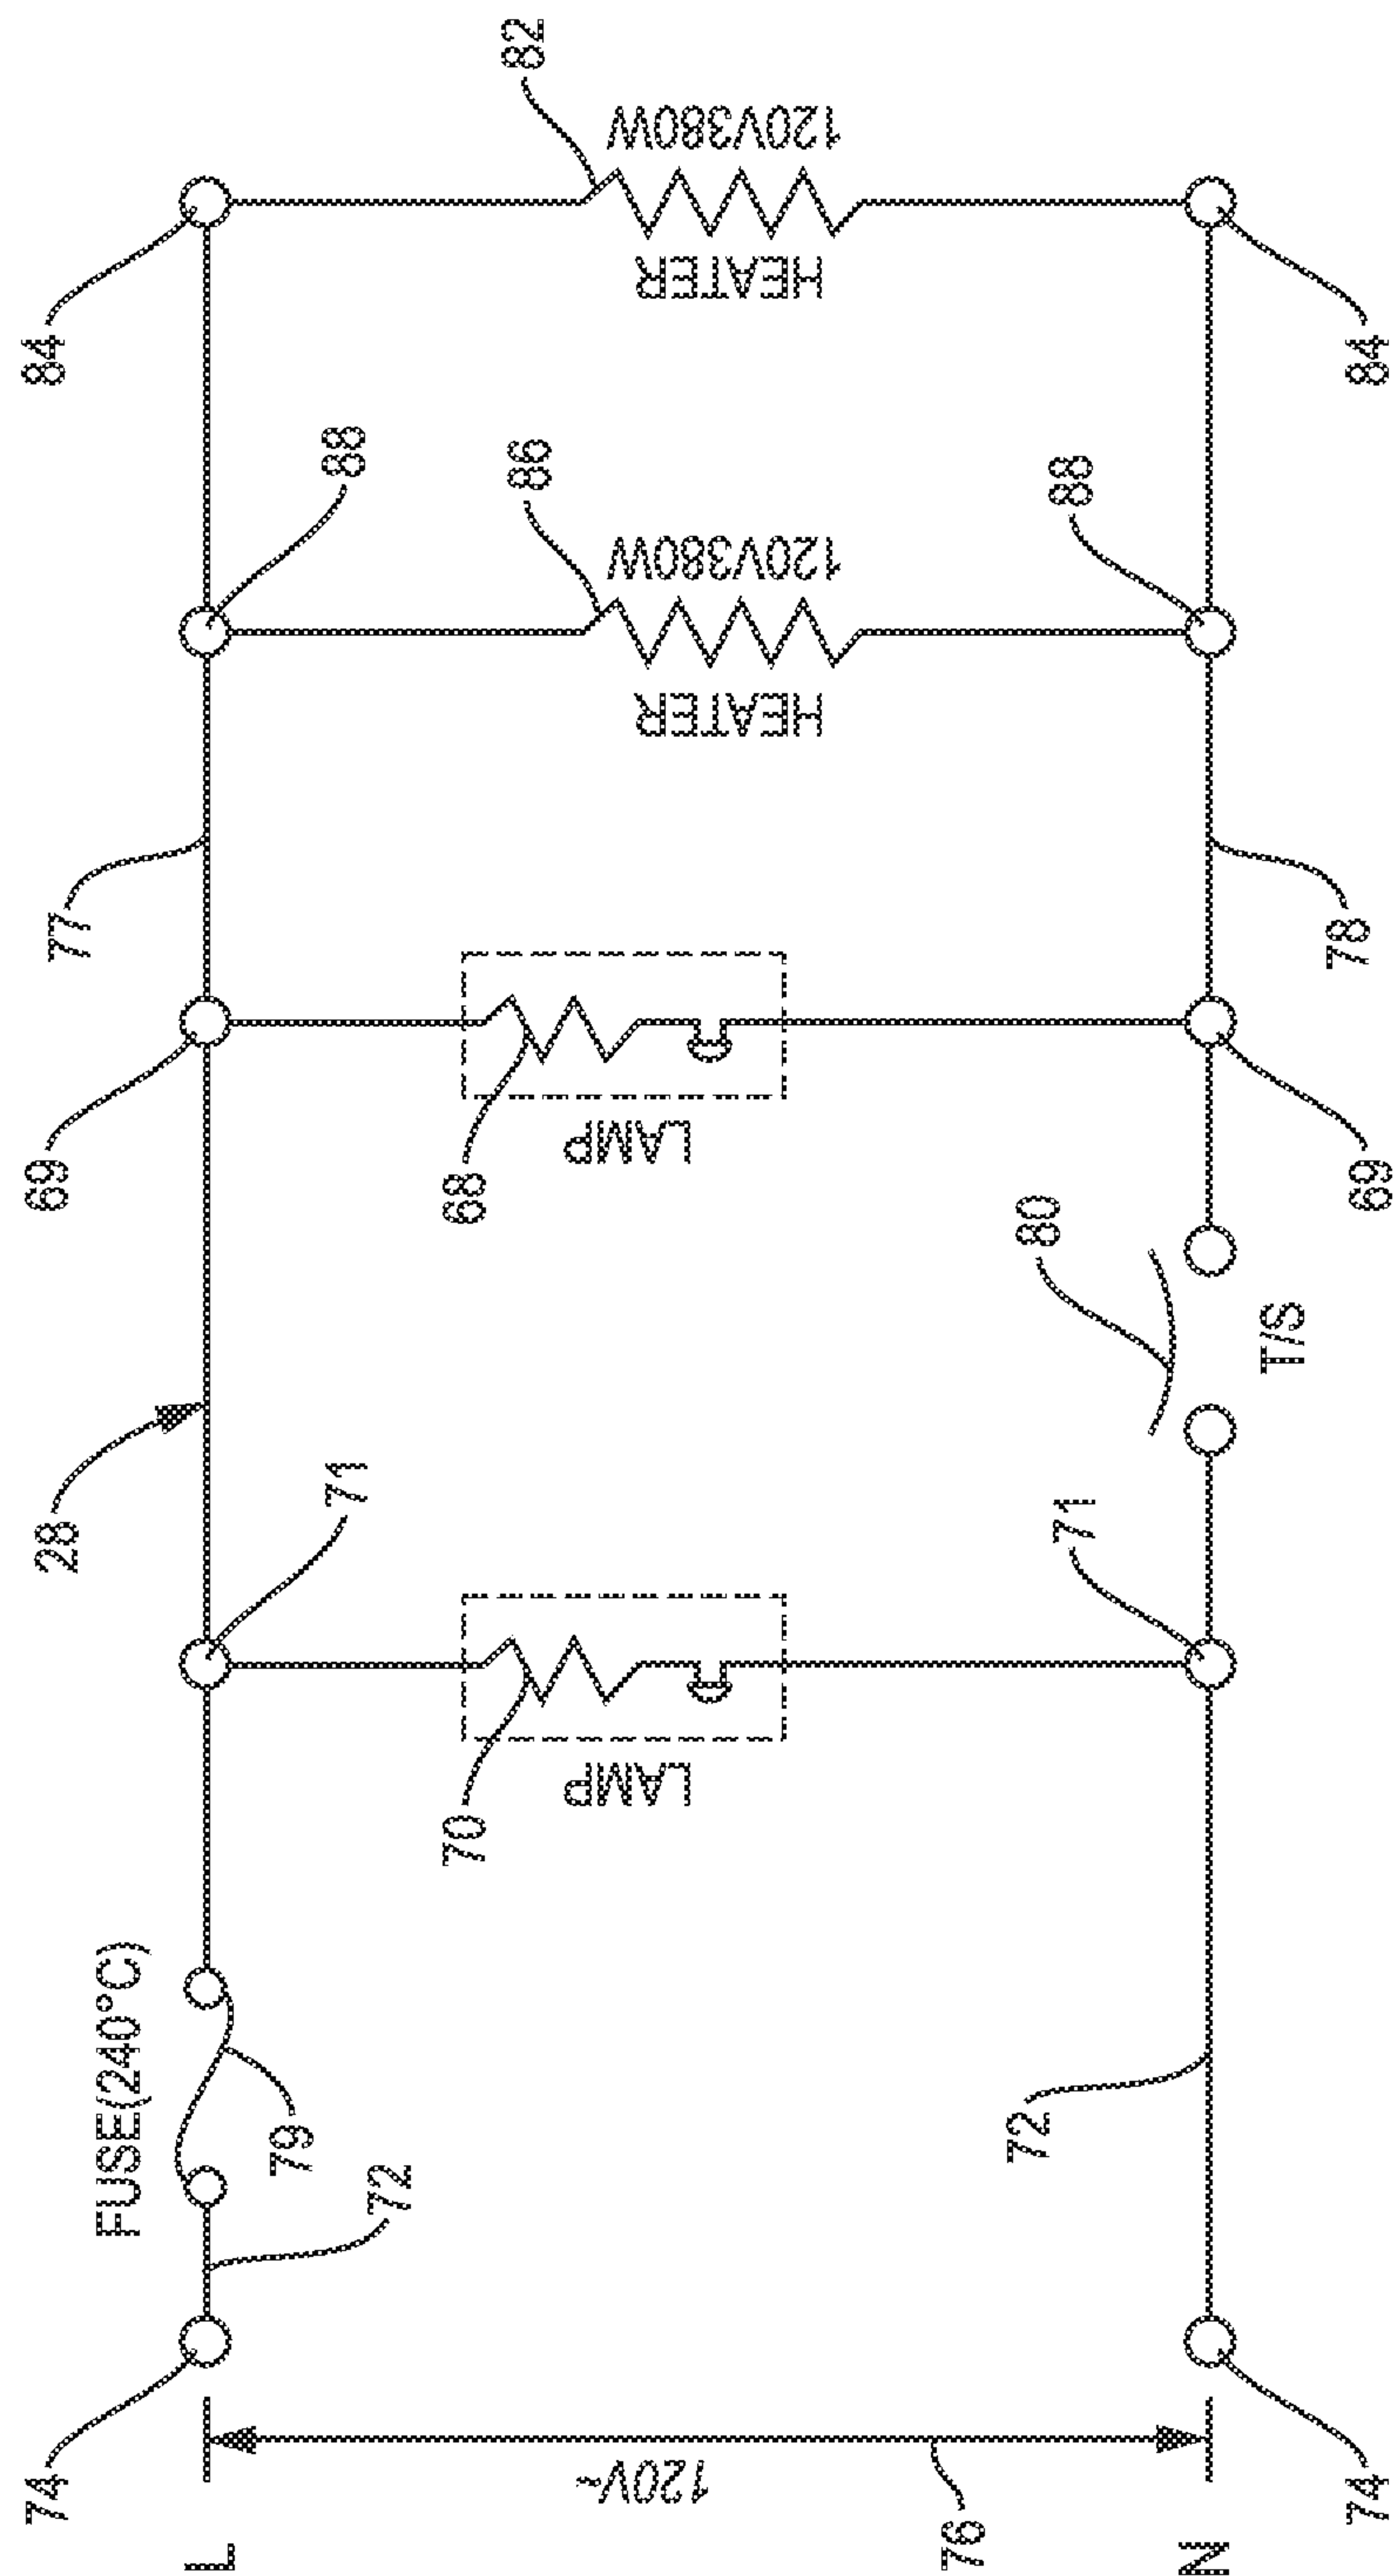 74 28 69 77 84
FUSE(240°C)
L
79
72 71 88
70 68 86 82
LAMP LAMP
120V~ HEATER 120V380W HEATER 120V380W
76
72 71 80 88
N
T/S
74 69 78 84